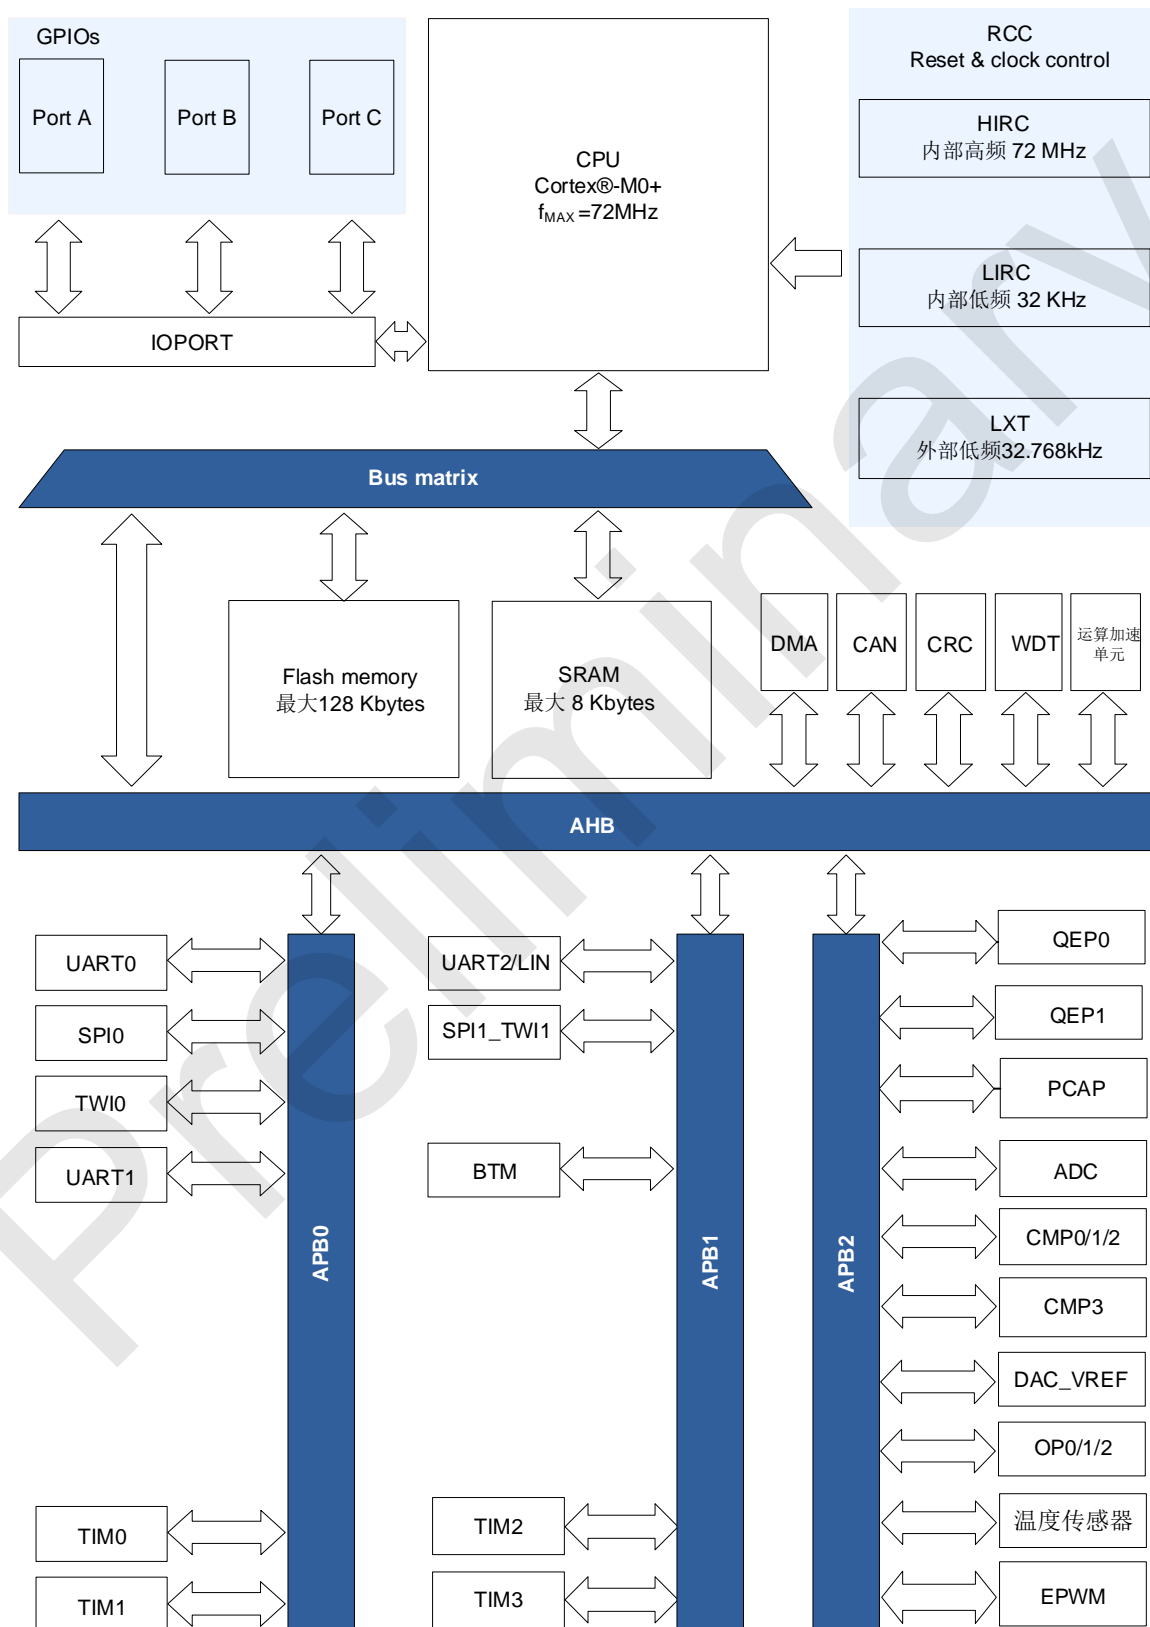 GPIOs
Port A
Port B
Port C
IOPORT
CPU
Cortex®-M0+
fMAX =72MHz
RCC
Reset & clock control
HIRC
内部高频 72 MHz
LIRC
内部低频 32 KHz
LXT
外部低频32.768kHz
Bus matrix
Flash memory
最大128 Kbytes
SRAM
最大 8 Kbytes
DMA
CAN
CRC
WDT
运算加速
单元
AHB
APB0
UART0
SPI0
TWI0
UART1
TIM0
TIM1
APB1
UART2/LIN
SPI1_TWI1
BTM
TIM2
TIM3
APB2
QEP0
QEP1
PCAP
ADC
CMP0/1/2
CMP3
DAC_VREF
OP0/1/2
温度传感器
EPWM
Preliminary